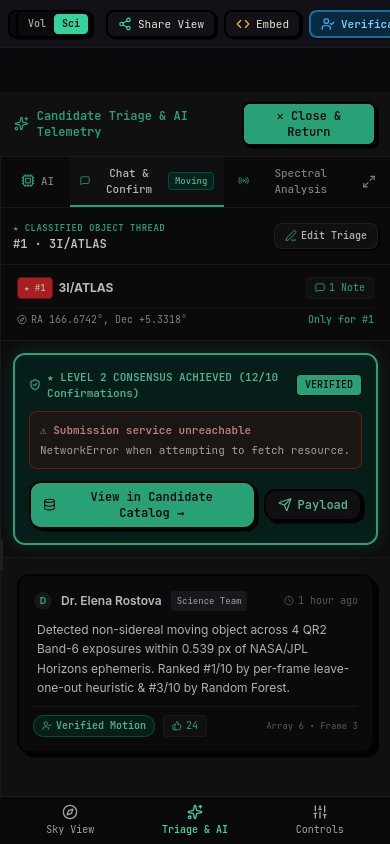 Vol Sci Share View Embed Verifica
Candidate Triage & AI
Telemetry
× Close &
Return
AI
Chat &
Confirm
Moving
Spectral
Analysis
★ CLASSIFIED OBJECT THREAD
#1 · 3I/ATLAS
Edit Triage
★ #1 3I/ATLAS 1 Note
RA 166.6742°, Dec +5.3318° Only for #1
★ LEVEL 2 CONSENSUS ACHIEVED (12/10
Confirmations)
VERIFIED
⚠ Submission service unreachable
NetworkError when attempting to fetch resource.
View in Candidate
Catalog →
Payload
D Dr. Elena Rostova Science Team 1 hour ago
Detected non-sidereal moving object across 4 QR2
Band-6 exposures within 0.539 px of NASA/JPL
Horizons ephemeris. Ranked #1/10 by per-frame leave-
one-out heuristic & #3/10 by Random Forest.
Verified Motion 24 Array 6 • Frame 3
Sky View Triage & AI Controls